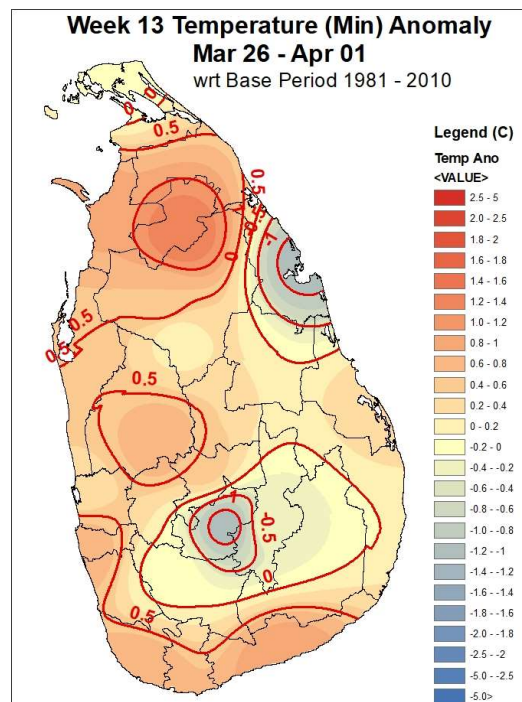 Week 13 Temperature (Min) Anomaly
Mar 26 - Apr 01
wrt Base Period 1981 - 2010
Legend (C)
Temp Ano
<VALUE>
2.5 - 5
2.0 - 2.5
1.8 - 2
1.6 - 1.8
1.4 - 1.6
1.2 - 1.4
1.0 - 1.2
0.8 - 1
0.6 - 0.8
0.4 - 0.6
0.2 - 0.4
0 - 0.2
-0.2 - 0
-0.4 - -0.2
-0.6 - -0.4
-0.8 - -0.6
-1.0 - -0.8
-1.2 - -1
-1.4 - -1.2
-1.6 - -1.4
-1.8 - -1.6
-2.0 - -1.8
-2.5 - -2
-5.0 - -2.5
-5.0>
0
0
0.5
0.5
-1
0
0.5
0.5
0.5
-0.5
0
0.5